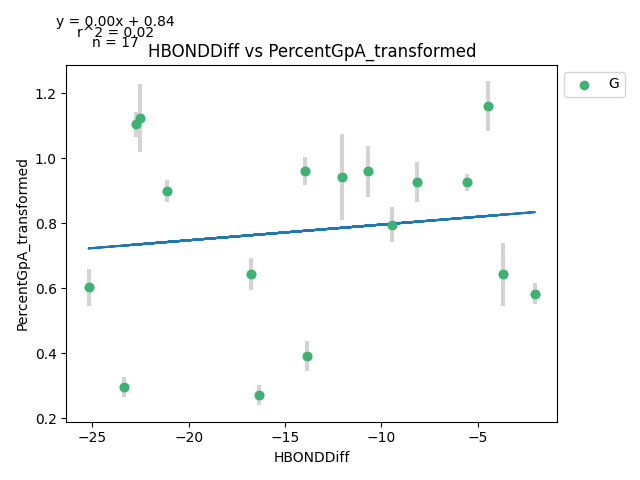 y = 0.00x + 0.84
r^2 = 0.02
n = 17
HBONDDiff vs PercentGpA_transformed
G
PercentGpA_transformed
1.2
1.0
0.8
0.6
0.4
0.2
−25
−20
−15
−10
−5
HBONDDiff